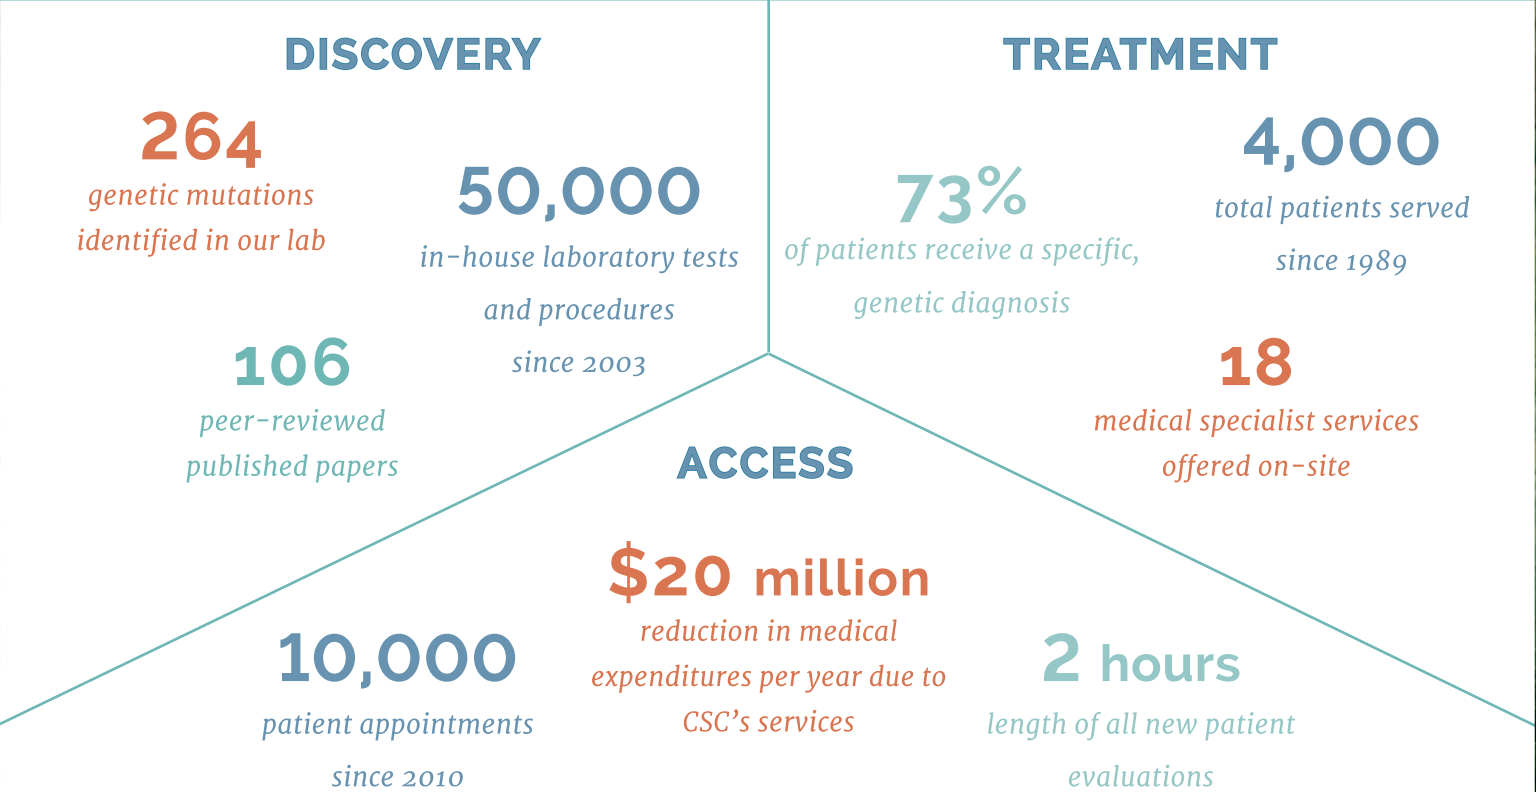 DISCOVERY
264
genetic mutations
identified in our lab
50,000
in-house laboratory tests
and procedures
since 2003
106
peer-reviewed
published papers
TREATMENT
73%
of patients receive a specific,
genetic diagnosis
4,000
total patients served
since 1989
18
medical specialist services
offered on-site
ACCESS
10,000
patient appointments
since 2010
$20 million
reduction in medical
expenditures per year due to
CSC's services
2 hours
length of all new patient
evaluations